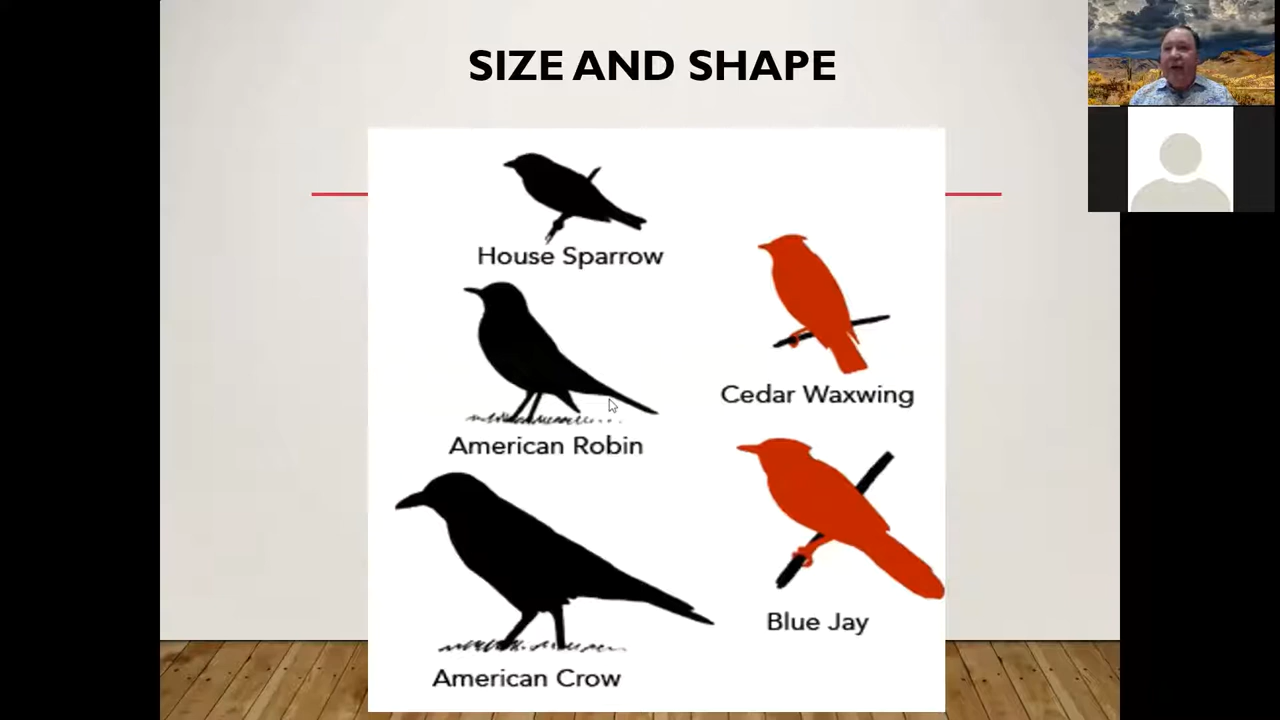 SIZE AND SHAPE
House Sparrow
Cedar Waxwing
American Robin
Blue Jay
American Crow